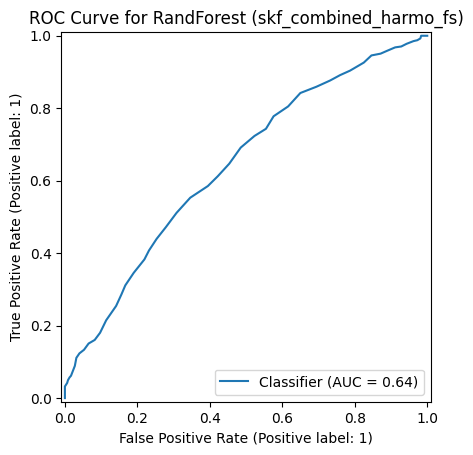 ROC Curve for RandForest (skf_combined_harmo_fs)
True Positive Rate (Positive label: 1)
1.0
0.8
0.6
0.4
0.2
0.0
Classifier (AUC = 0.64)
0.0 0.2 0.4 0.6 0.8 1.0
False Positive Rate (Positive label: 1)